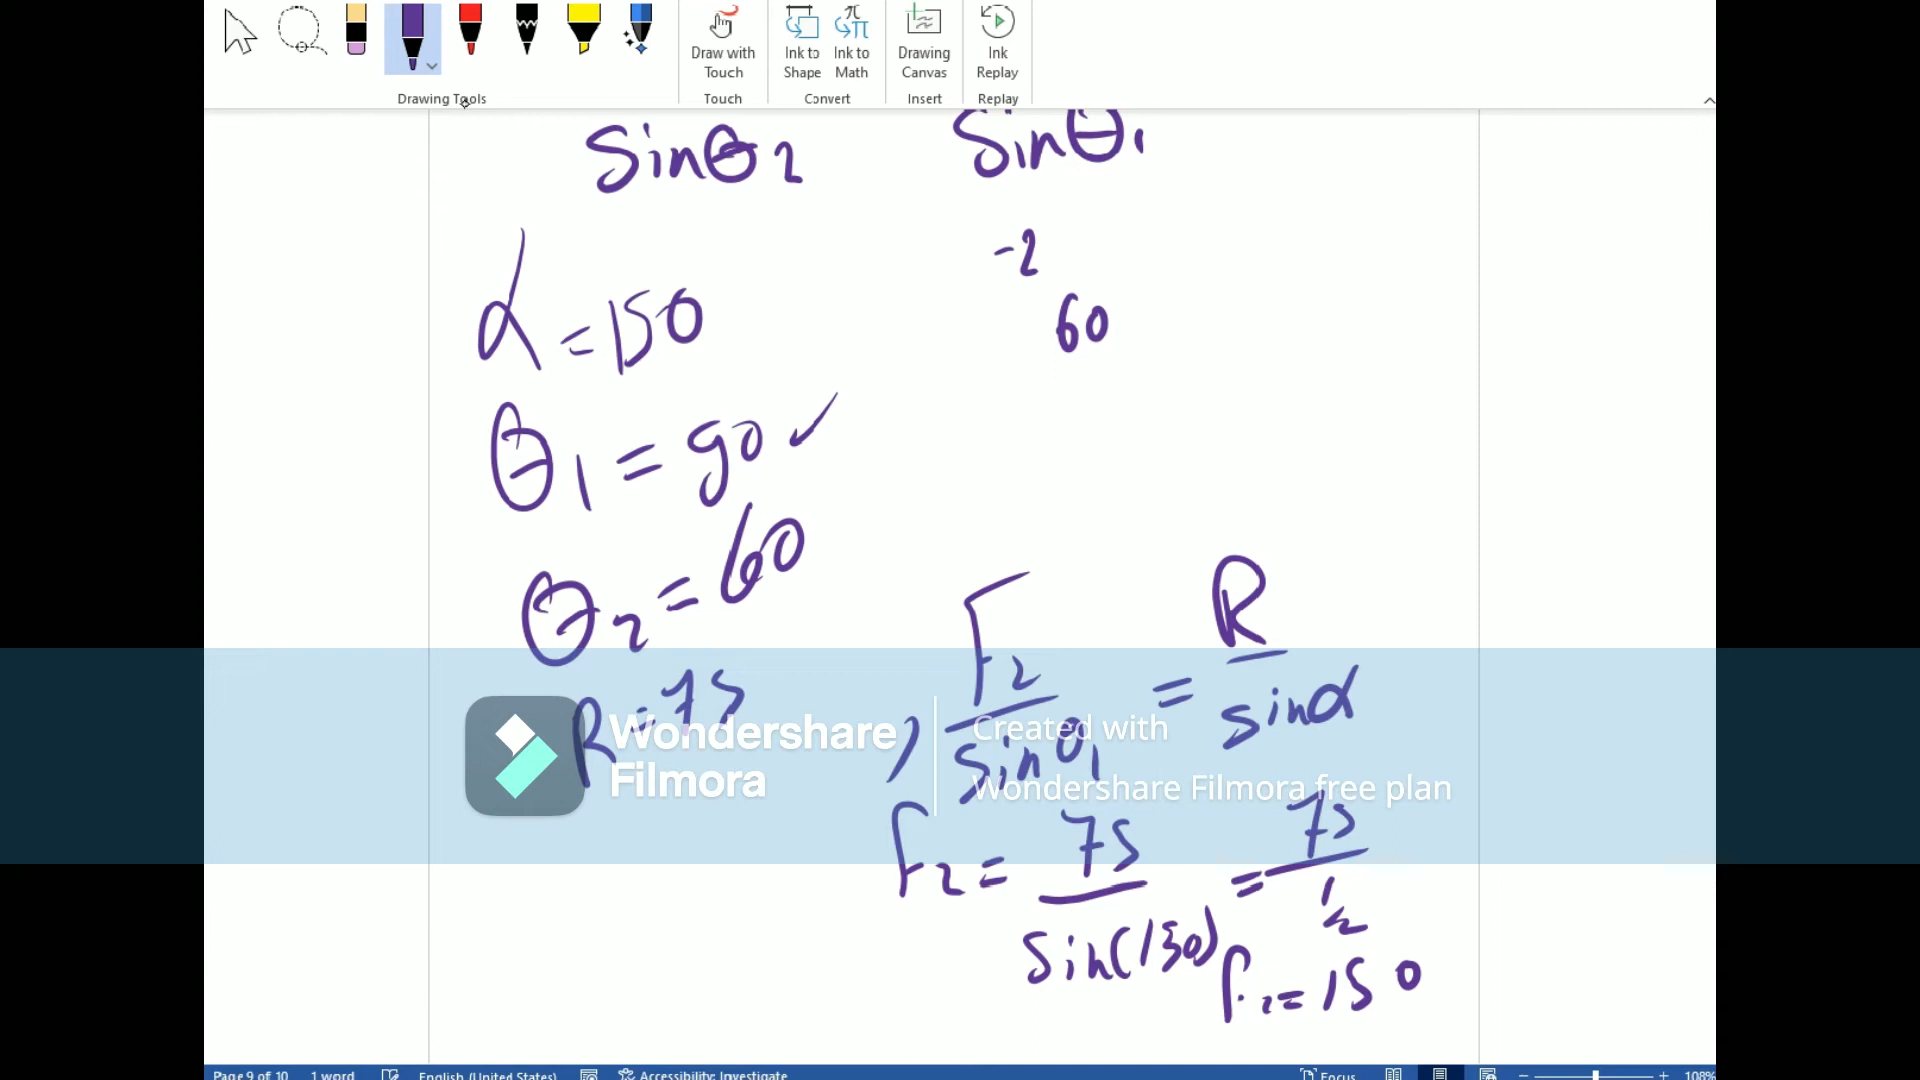 Draw with Touch
Ink to Shape
Ink to Math
Drawing Canvas
Ink Replay
Drawing Tools
Touch
Convert
Insert
Replay
Sinθ2 Sinθ1
-2
60
α = 150
θ1 = 90 ✓
θ2 = 60
R = 75
F2 / sinθ1 = R / sinα
F2 = 75 / sin(150) = 75 / 1/2
F2 = 150
Wondershare
Filmora
Created with
Wondershare Filmora free plan
Page 9 of 10 1 word English (United States) Accessibility: Investigate Focus 108%